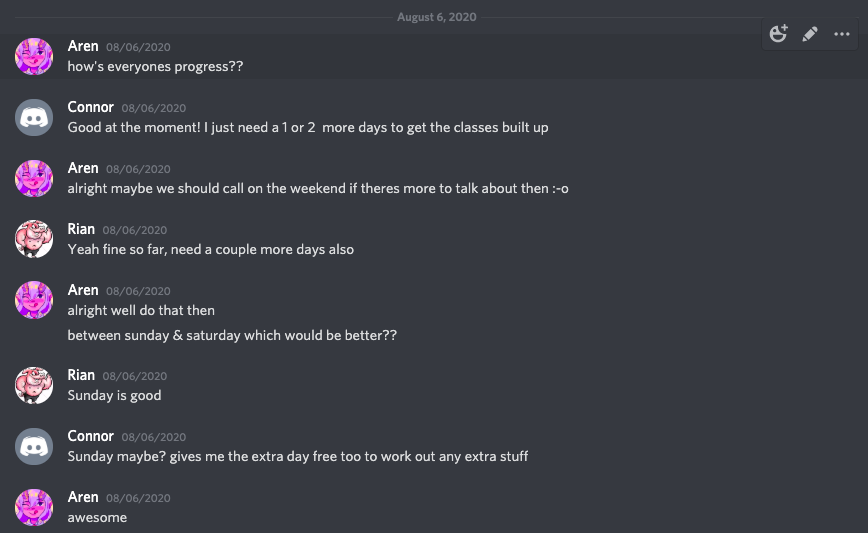 August 6, 2020
Aren 08/06/2020
how's everyones progress??
Connor 08/06/2020
Good at the moment! I just need a 1 or 2 more days to get the classes built up
Aren 08/06/2020
alright maybe we should call on the weekend if theres more to talk about then :-o
Rian 08/06/2020
Yeah fine so far, need a couple more days also
Aren 08/06/2020
alright well do that then
between sunday & saturday which would be better??
Rian 08/06/2020
Sunday is good
Connor 08/06/2020
Sunday maybe? gives me the extra day free too to work out any extra stuff
Aren 08/06/2020
awesome